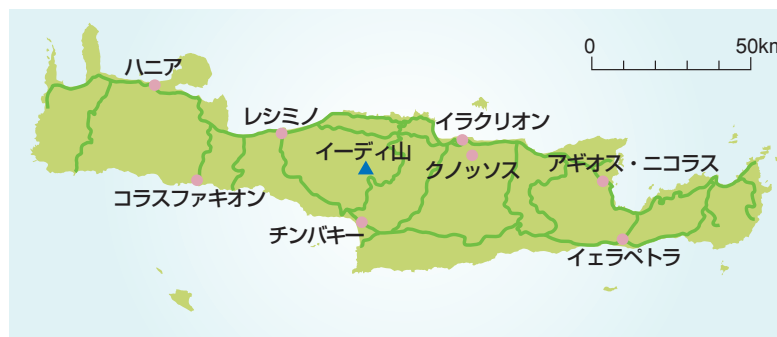 0 50km
ハニア
レシミノ
イラクリオン
イーディ山
クノッソス
アギオス・ニコラス
コラスファキオン
チンバキー
イェラペトラ